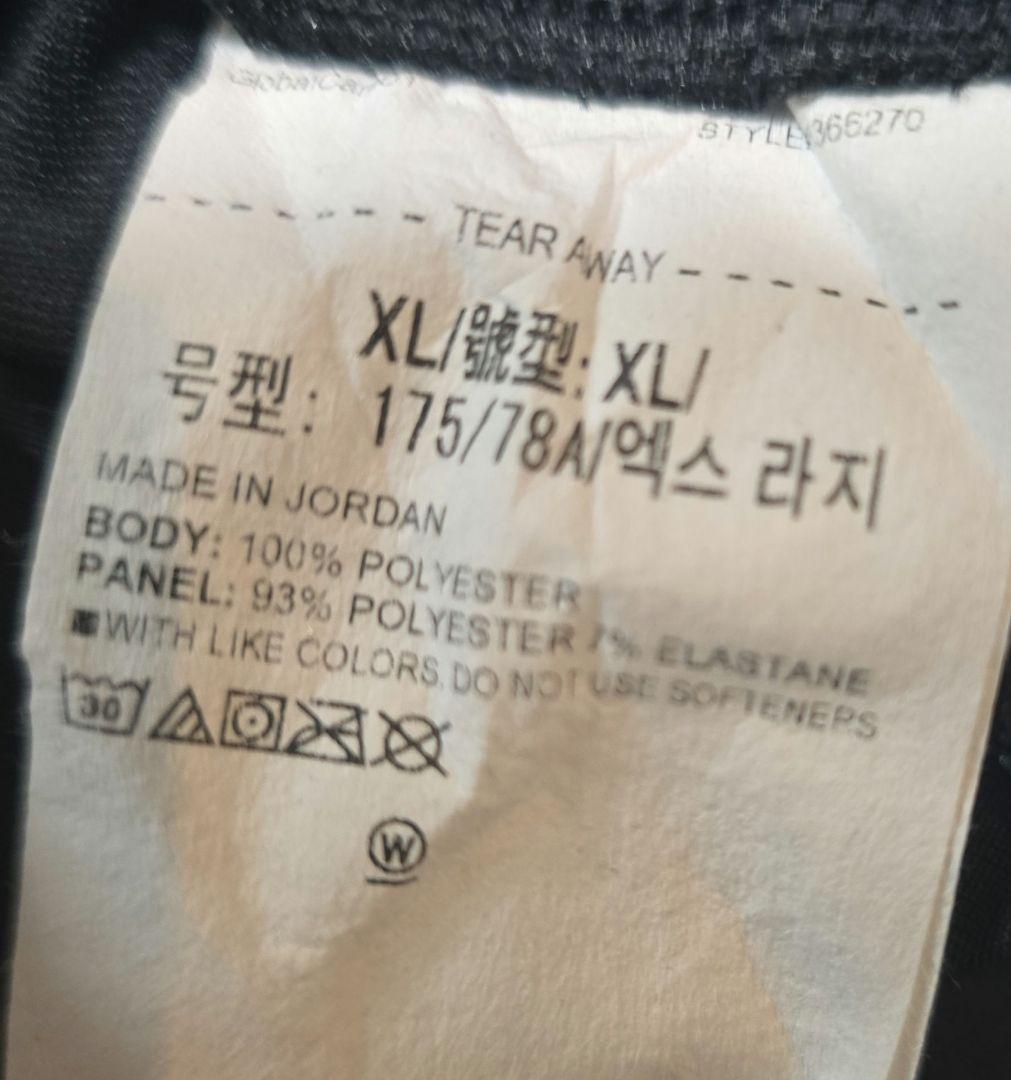 STYLE:366270
- - - - - - - TEAR AWAY - - - - - - -
XL/號型: XL/
号型: 175/78A/엑스 라지
MADE IN JORDAN
BODY: 100% POLYESTER
PANEL: 93% POLYESTER 7% ELASTANE
WITH LIKE COLORS. DO NOT USE SOFTENERS
30
W